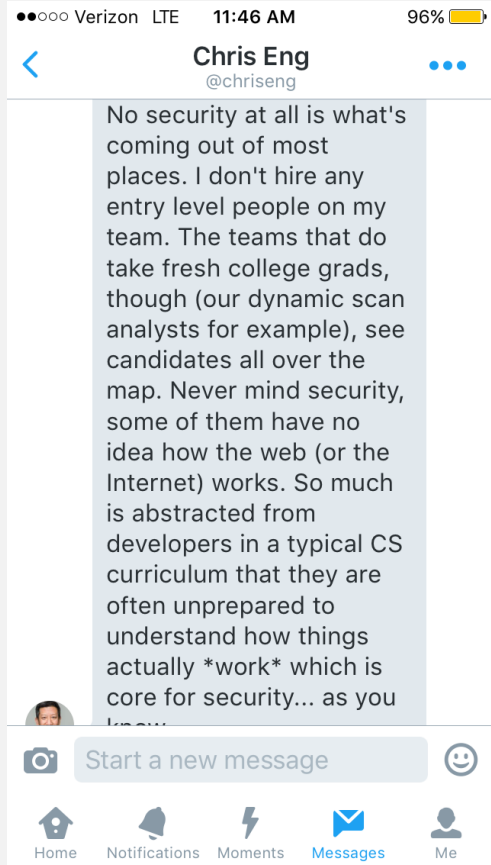 Verizon LTE 11:46 AM 96%
Chris Eng
@chriseng
No security at all is what's
coming out of most
places. I don't hire any
entry level people on my
team. The teams that do
take fresh college grads,
though (our dynamic scan
analysts for example), see
candidates all over the
map. Never mind security,
some of them have no
idea how the web (or the
Internet) works. So much
is abstracted from
developers in a typical CS
curriculum that they are
often unprepared to
understand how things
actually *work* which is
core for security... as you
Start a new message
Home Notifications Moments Messages Me